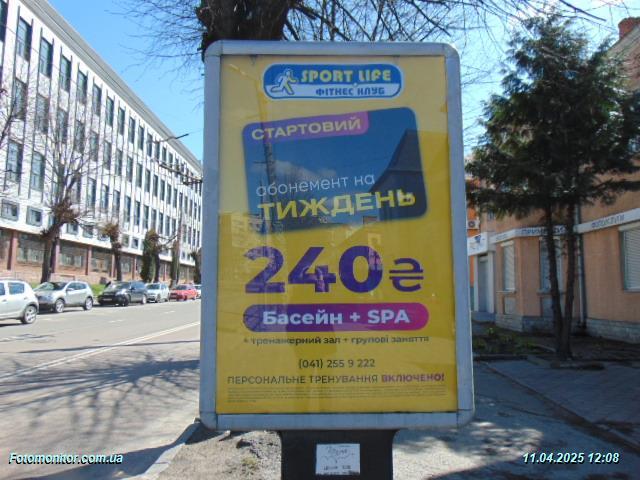 SPORT LIFE
ФІТНЕС КЛУБ
СТАРТОВИЙ
абонемент на
ТИЖДЕНЬ
240₴
Басейн + SPA
+ тренажерний зал + групові заняття
(041) 255 9 222
ПЕРСОНАЛЬНЕ ТРЕНУВАННЯ ВКЛЮЧЕНО!
Fotomonitor.com.ua
11.04.2025 12:08